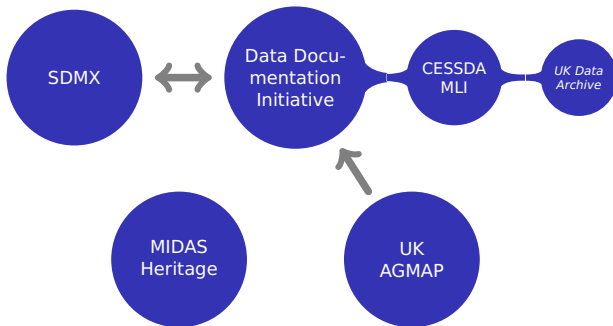 SDMX
Data Docu-
mentation
Initiative
CESSDA
MLI
UK Data
Archive
MIDAS
Heritage
UK
AGMAP